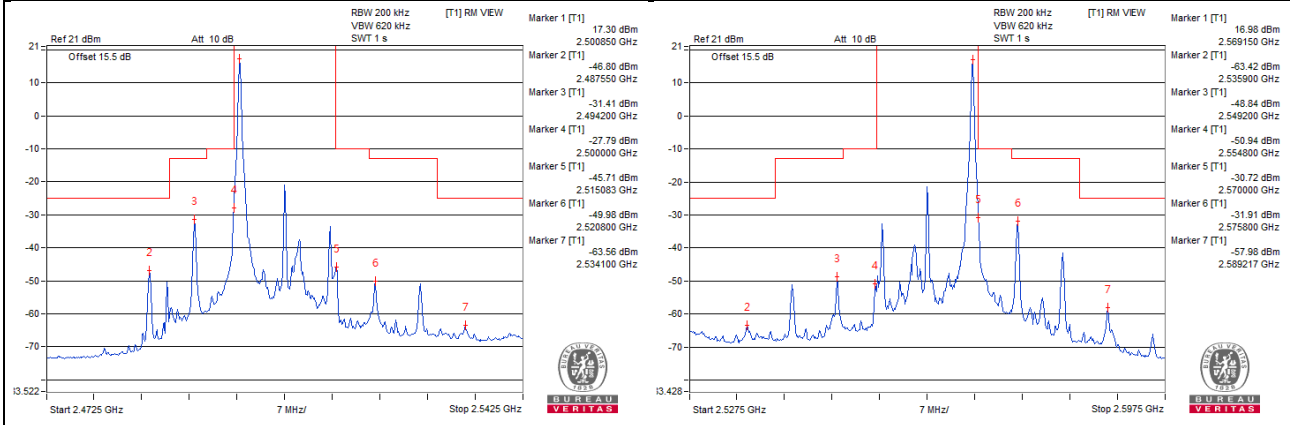 RBW 200 kHz [T1] RM VIEW
VBW 620 kHz
Ref 21 dBm Att 10 dB SWT 1 s
21
Offset 15.5 dB
10
0
-10
-20
-30
-40
-50
-60
-70
3.522
Start 2.4725 GHz 7 MHz/ Stop 2.5425 GHz
2
3
4
5
6
7
Marker 1 [T1]
17.30 dBm
2.500850 GHz
Marker 2 [T1]
-46.80 dBm
2.487550 GHz
Marker 3 [T1]
-31.41 dBm
2.494200 GHz
Marker 4 [T1]
-27.79 dBm
2.500000 GHz
Marker 5 [T1]
-45.71 dBm
2.515083 GHz
Marker 6 [T1]
-49.98 dBm
2.520800 GHz
Marker 7 [T1]
-63.56 dBm
2.534100 GHz
BUREAU VERITAS
1828
BUREAU
VERITAS
RBW 200 kHz [T1] RM VIEW
VBW 620 kHz
Ref 21 dBm Att 10 dB SWT 1 s
21
Offset 15.5 dB
10
0
-10
-20
-30
-40
-50
-60
-70
3.428
Start 2.5275 GHz 7 MHz/ Stop 2.5975 GHz
2
3
4
5
6
7
Marker 1 [T1]
16.98 dBm
2.569150 GHz
Marker 2 [T1]
-63.42 dBm
2.535900 GHz
Marker 3 [T1]
-48.84 dBm
2.549200 GHz
Marker 4 [T1]
-50.94 dBm
2.554800 GHz
Marker 5 [T1]
-30.72 dBm
2.570000 GHz
Marker 6 [T1]
-31.91 dBm
2.575800 GHz
Marker 7 [T1]
-57.98 dBm
2.589217 GHz
BUREAU VERITAS
1828
BUREAU
VERITAS